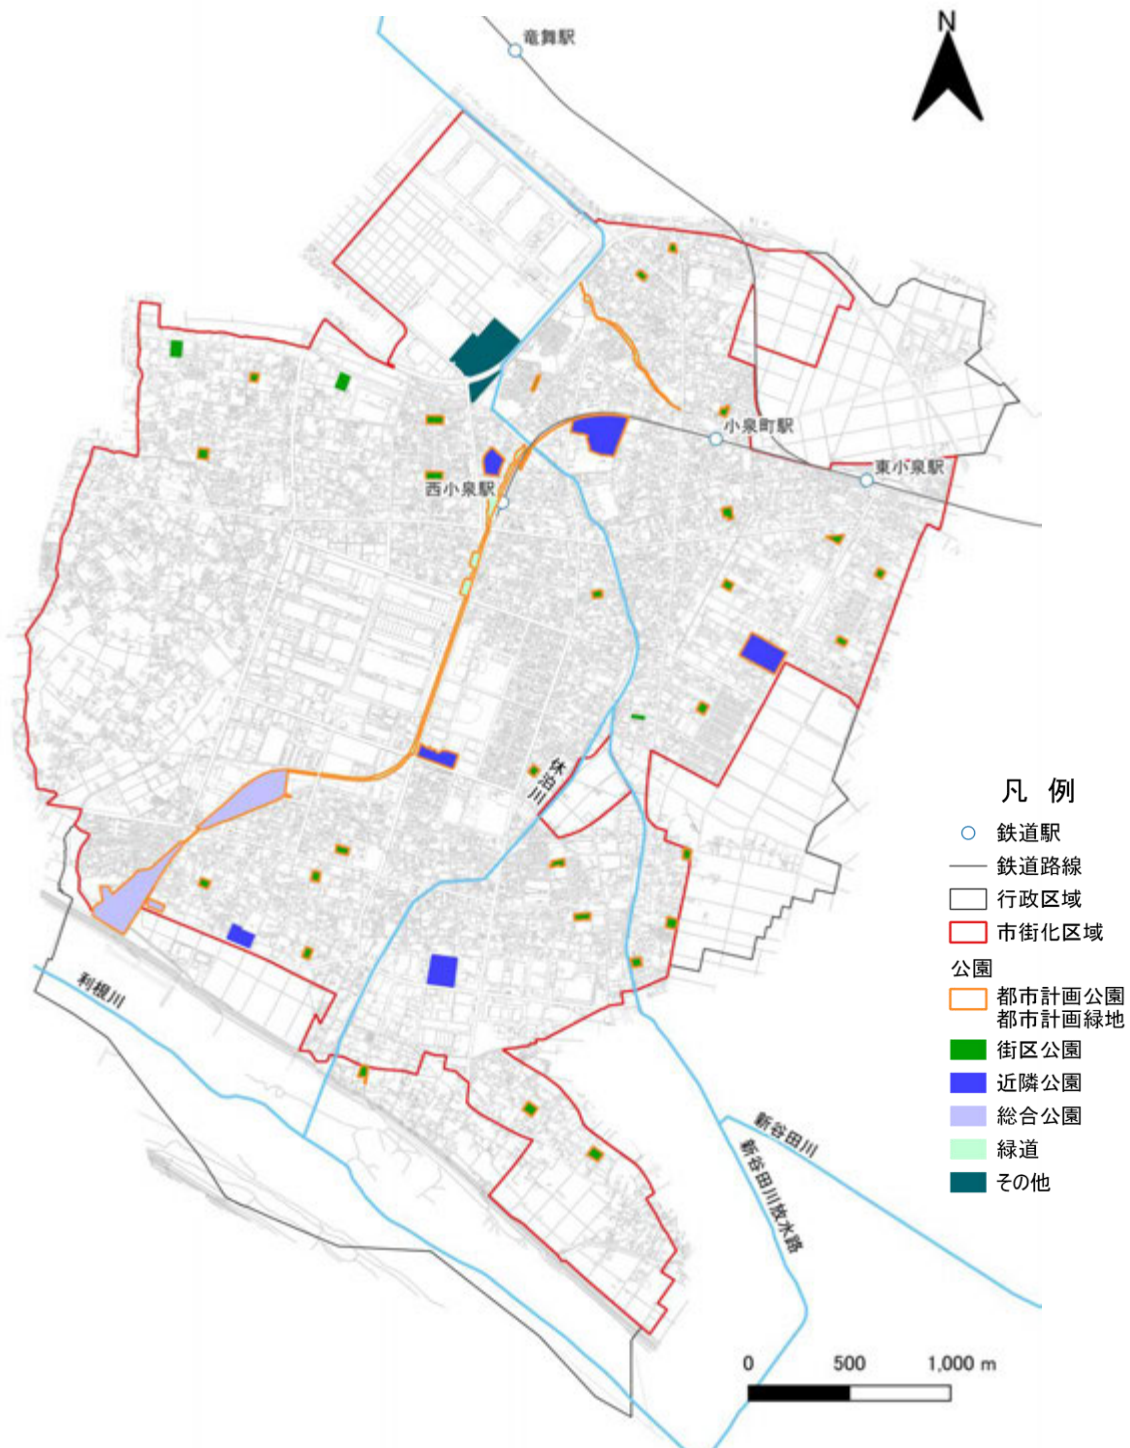 竜舞駅
N
小泉町駅
東小泉駅
西小泉駅
休泊川
利根川
新谷田川
新谷田川放水路
凡 例
鉄道駅
鉄道路線
行政区域
市街化区域
公園
都市計画公園
都市計画緑地
街区公園
近隣公園
総合公園
緑道
その他
0 500 1,000 m